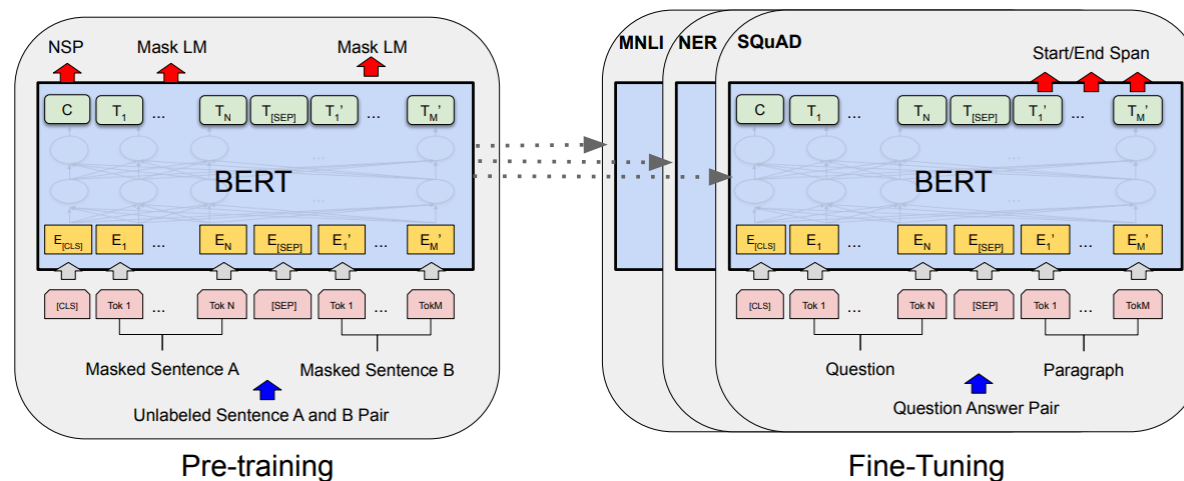 NSP Mask LM Mask LM
C T1 ... TN T[SEP] T1' ... TM'
...
BERT
...
E[CLS] E1 ... EN E[SEP] E1' ... EM'
[CLS] Tok 1 ... Tok N [SEP] Tok 1 ... TokM
Masked Sentence A Masked Sentence B
Unlabeled Sentence A and B Pair
Pre-training
MNLI NER SQuAD
Start/End Span
C T1 ... TN T[SEP] T1' ... TM'
...
BERT
...
E[CLS] E1 ... EN E[SEP] E1' ... EM'
[CLS] Tok 1 ... Tok N [SEP] Tok 1 ... TokM
Question Paragraph
Question Answer Pair
Fine-Tuning